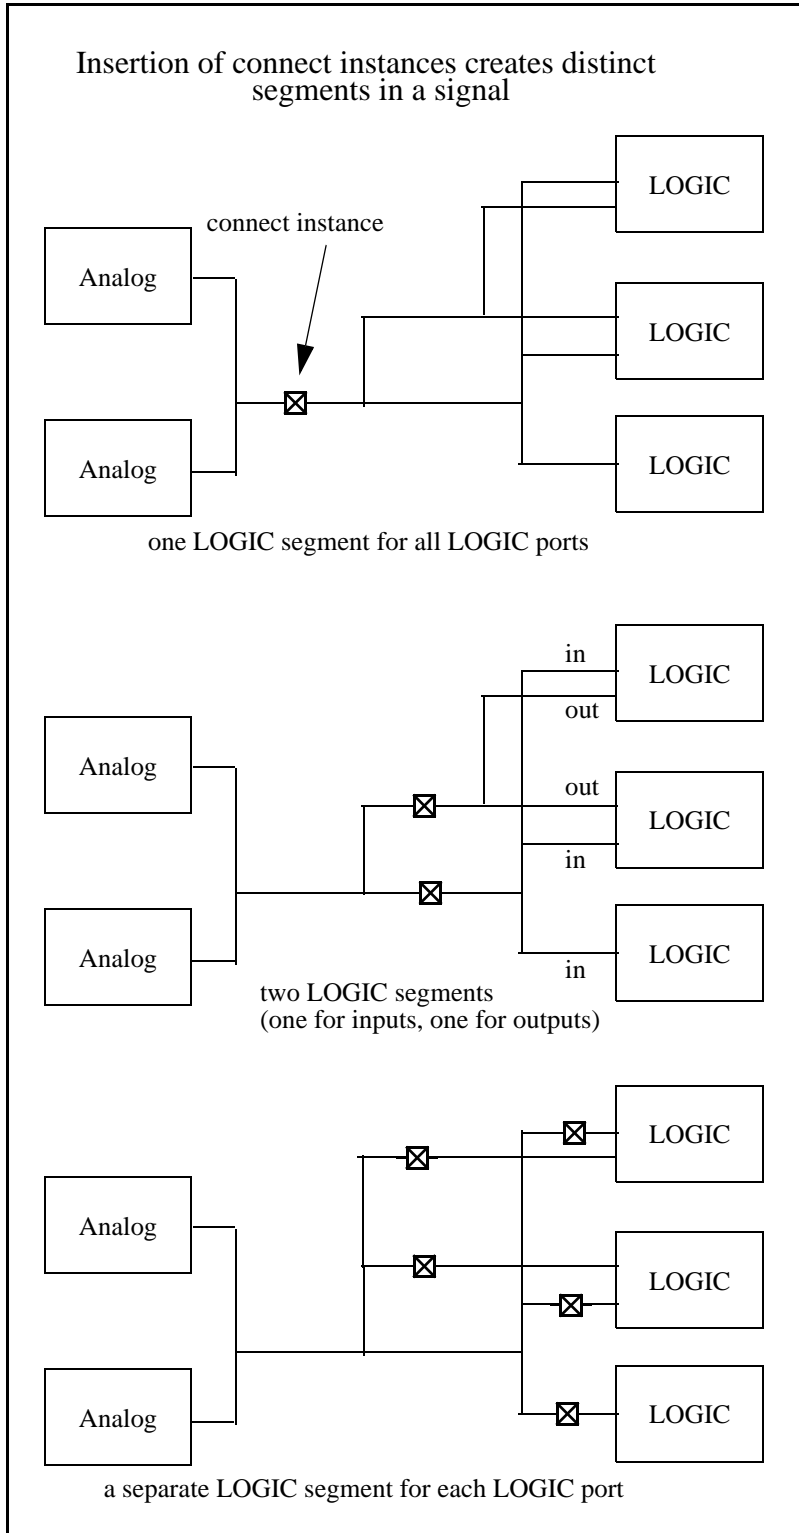 Insertion of connect instances creates distinct
segments in a signal
LOGIC
connect instance
Analog
LOGIC
Analog
LOGIC
one LOGIC segment for all LOGIC ports
in
LOGIC
out
Analog
out
LOGIC
in
Analog
LOGIC
in
two LOGIC segments
(one for inputs, one for outputs)
LOGIC
Analog
LOGIC
Analog
LOGIC
a separate LOGIC segment for each LOGIC port